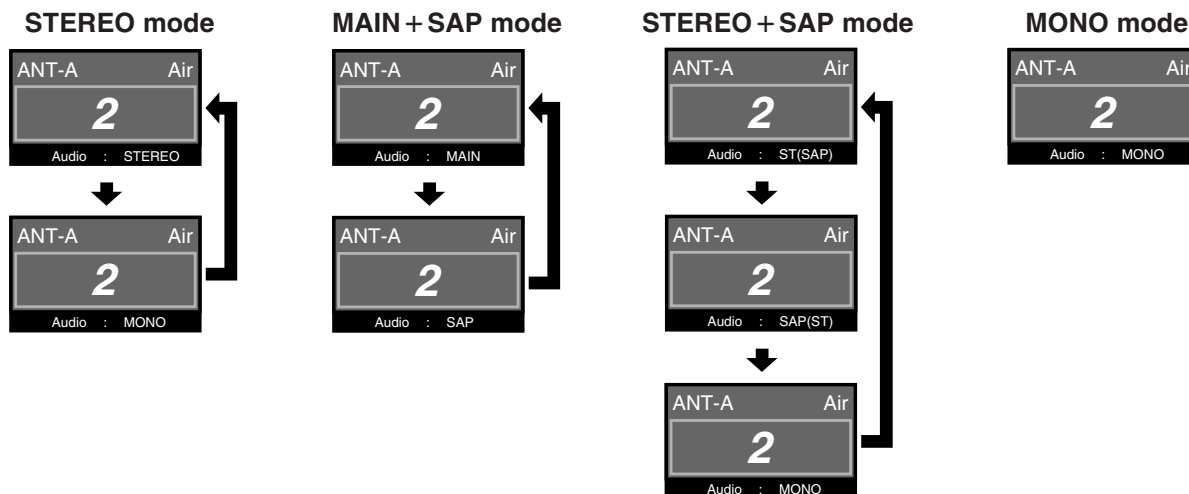 STEREO mode
ANT-A Air
2
Audio : STEREO
ANT-A Air
2
Audio : MONO
MAIN+SAP mode
ANT-A Air
2
Audio : MAIN
ANT-A Air
2
Audio : SAP
STEREO+SAP mode
ANT-A Air
2
Audio : ST(SAP)
ANT-A Air
2
Audio : SAP(ST)
ANT-A Air
2
Audio : MONO
MONO mode
ANT-A Air
2
Audio : MONO